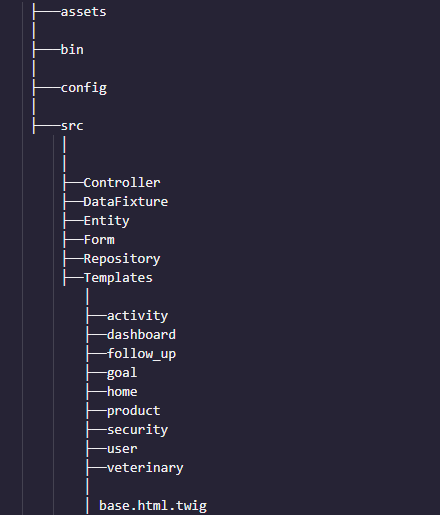 ├──assets
│
├──bin
│
├──config
│
├──src
│
│
├──Controller
├──DataFixture
├──Entity
├──Form
├──Repository
├──Templates
│
├──activity
├──dashboard
├──follow_up
├──goal
├──home
├──product
├──security
├──user
├──veterinary
│
│ base.html.twig